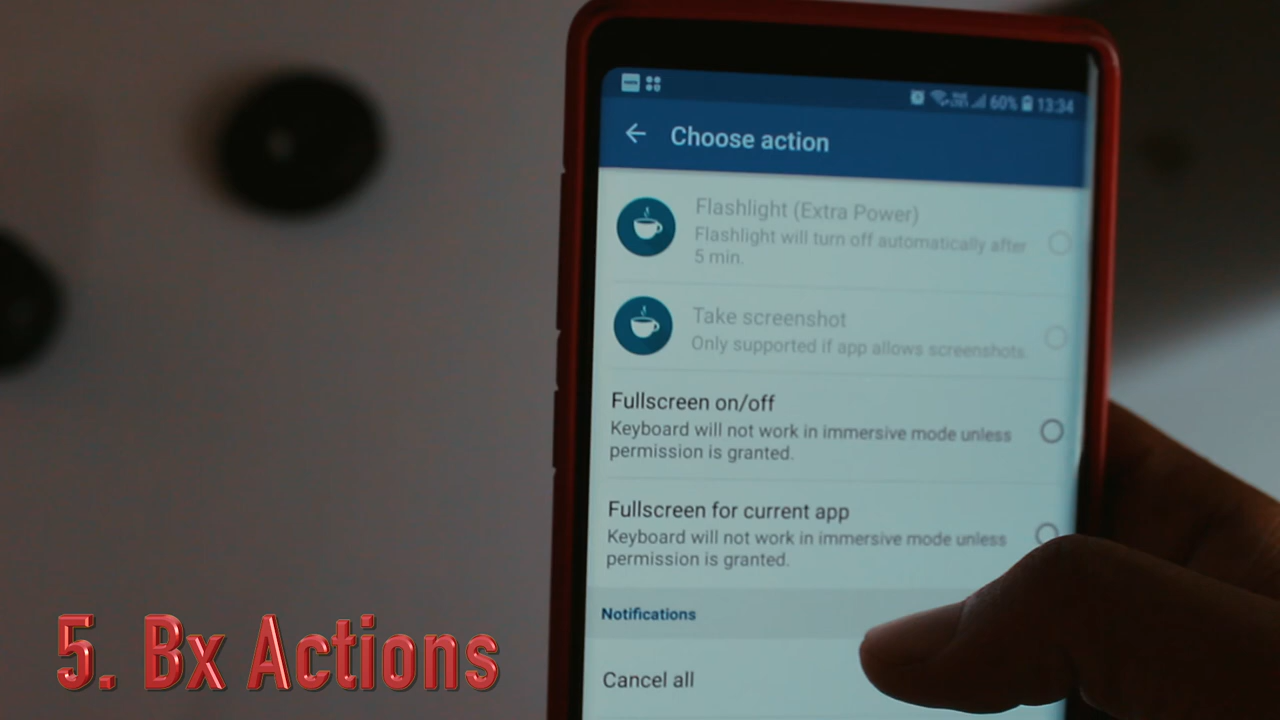 60% 13:34
Choose action
Flashlight (Extra Power)
Flashlight will turn off automatically after
5 min.
Take screenshot
Only supported if app allows screenshots.
Fullscreen on/off
Keyboard will not work in immersive mode unless
permission is granted.
Fullscreen for current app
Keyboard will not work in immersive mode unless
permission is granted.
Notifications
Cancel all
5. Bx Actions